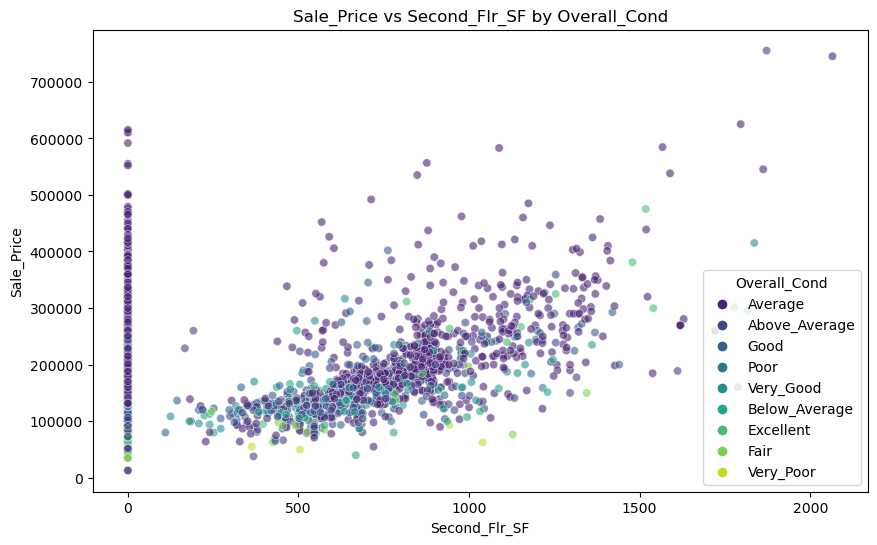 Sale_Price vs Second_Flr_SF by Overall_Cond
Sale_Price
700000
600000
500000
400000
300000
200000
100000
0
Overall_Cond
Average
Above_Average
Good
Poor
Very_Good
Below_Average
Excellent
Fair
Very_Poor
0 500 1000 1500 2000
Second_Flr_SF